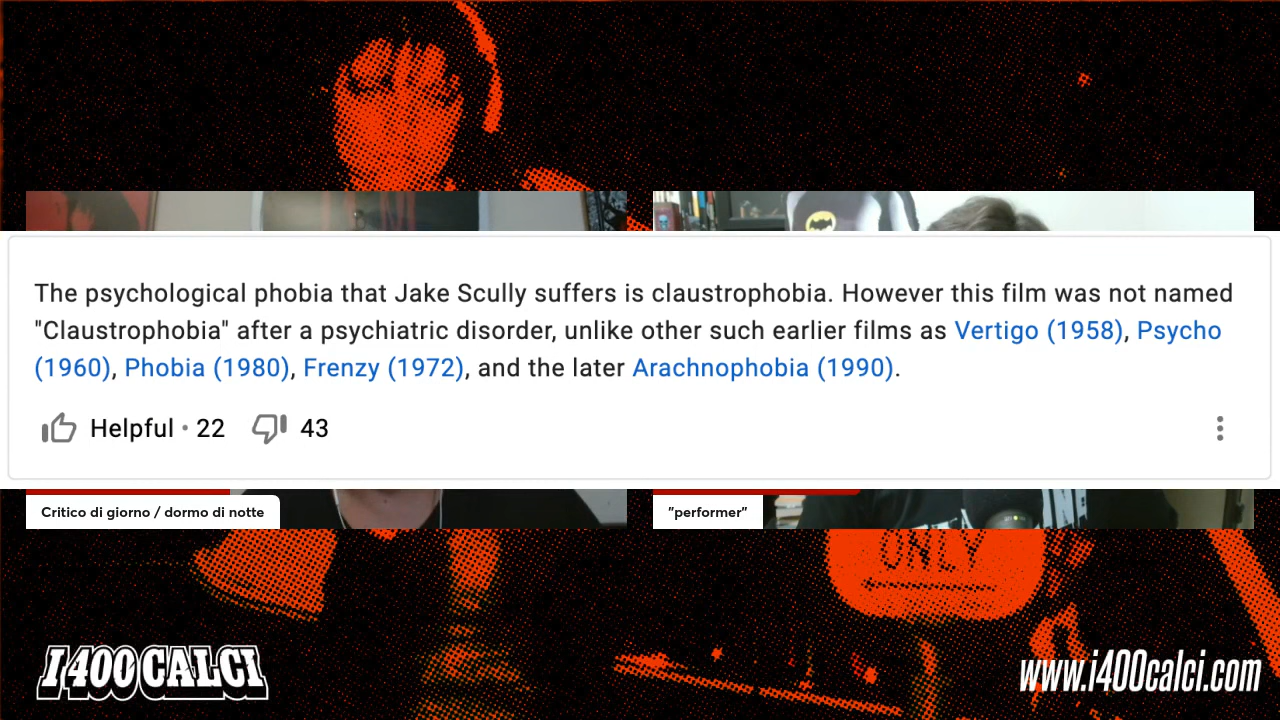 The psychological phobia that Jake Scully suffers is claustrophobia. However this film was not named
"Claustrophobia" after a psychiatric disorder, unlike other such earlier films as Vertigo (1958), Psycho
(1960), Phobia (1980), Frenzy (1972), and the later Arachnophobia (1990).
Helpful · 22 43
Critico di giorno / dormo di notte
"performer"
ONLY
I400CALCI
www.i400calci.com